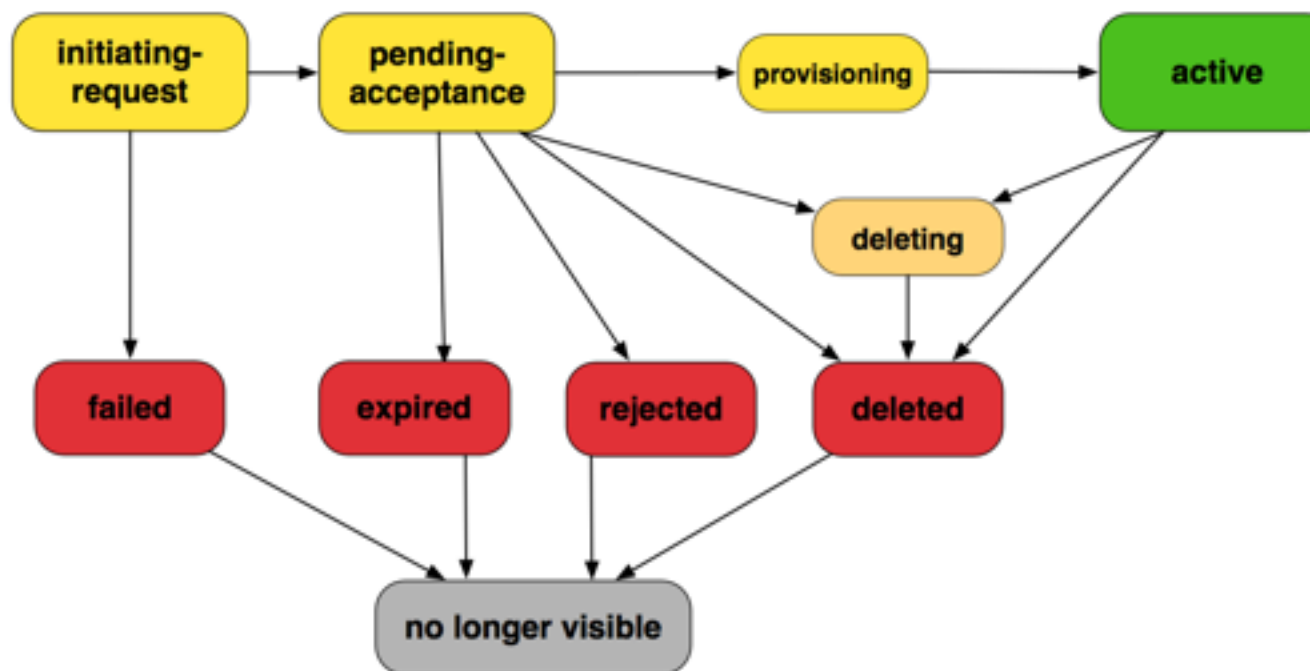 initiating-
request
pending-
acceptance
provisioning
active
deleting
failed
expired
rejected
deleted
no longer visible